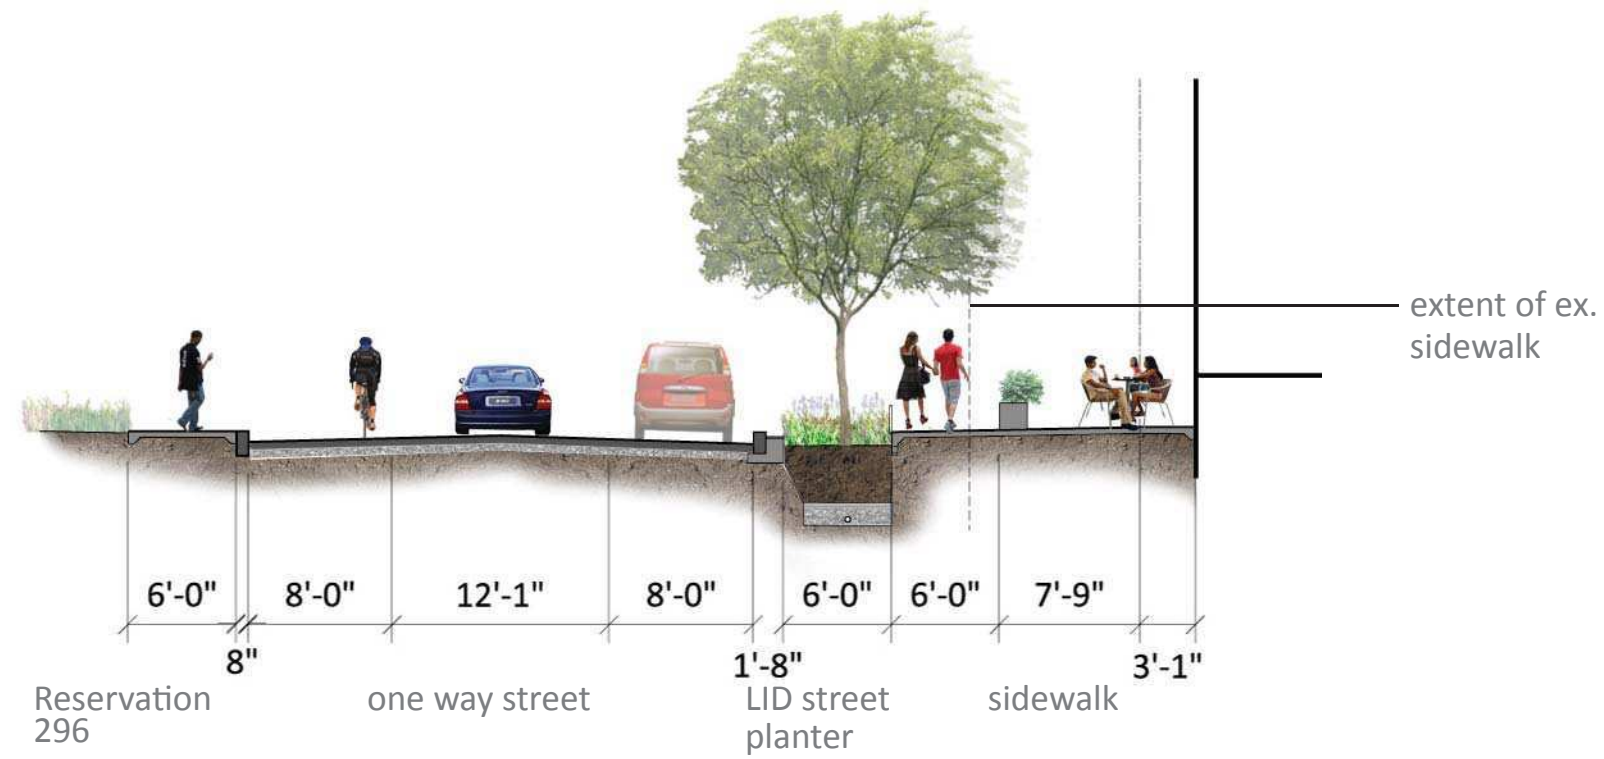 extent of ex.
sidewalk
6'-0" 8'-0" 12'-1" 8'-0" 6'-0" 6'-0" 7'-9"
8" 1'-8" 3'-1"
Reservation
296
one way street
LID street
planter
sidewalk